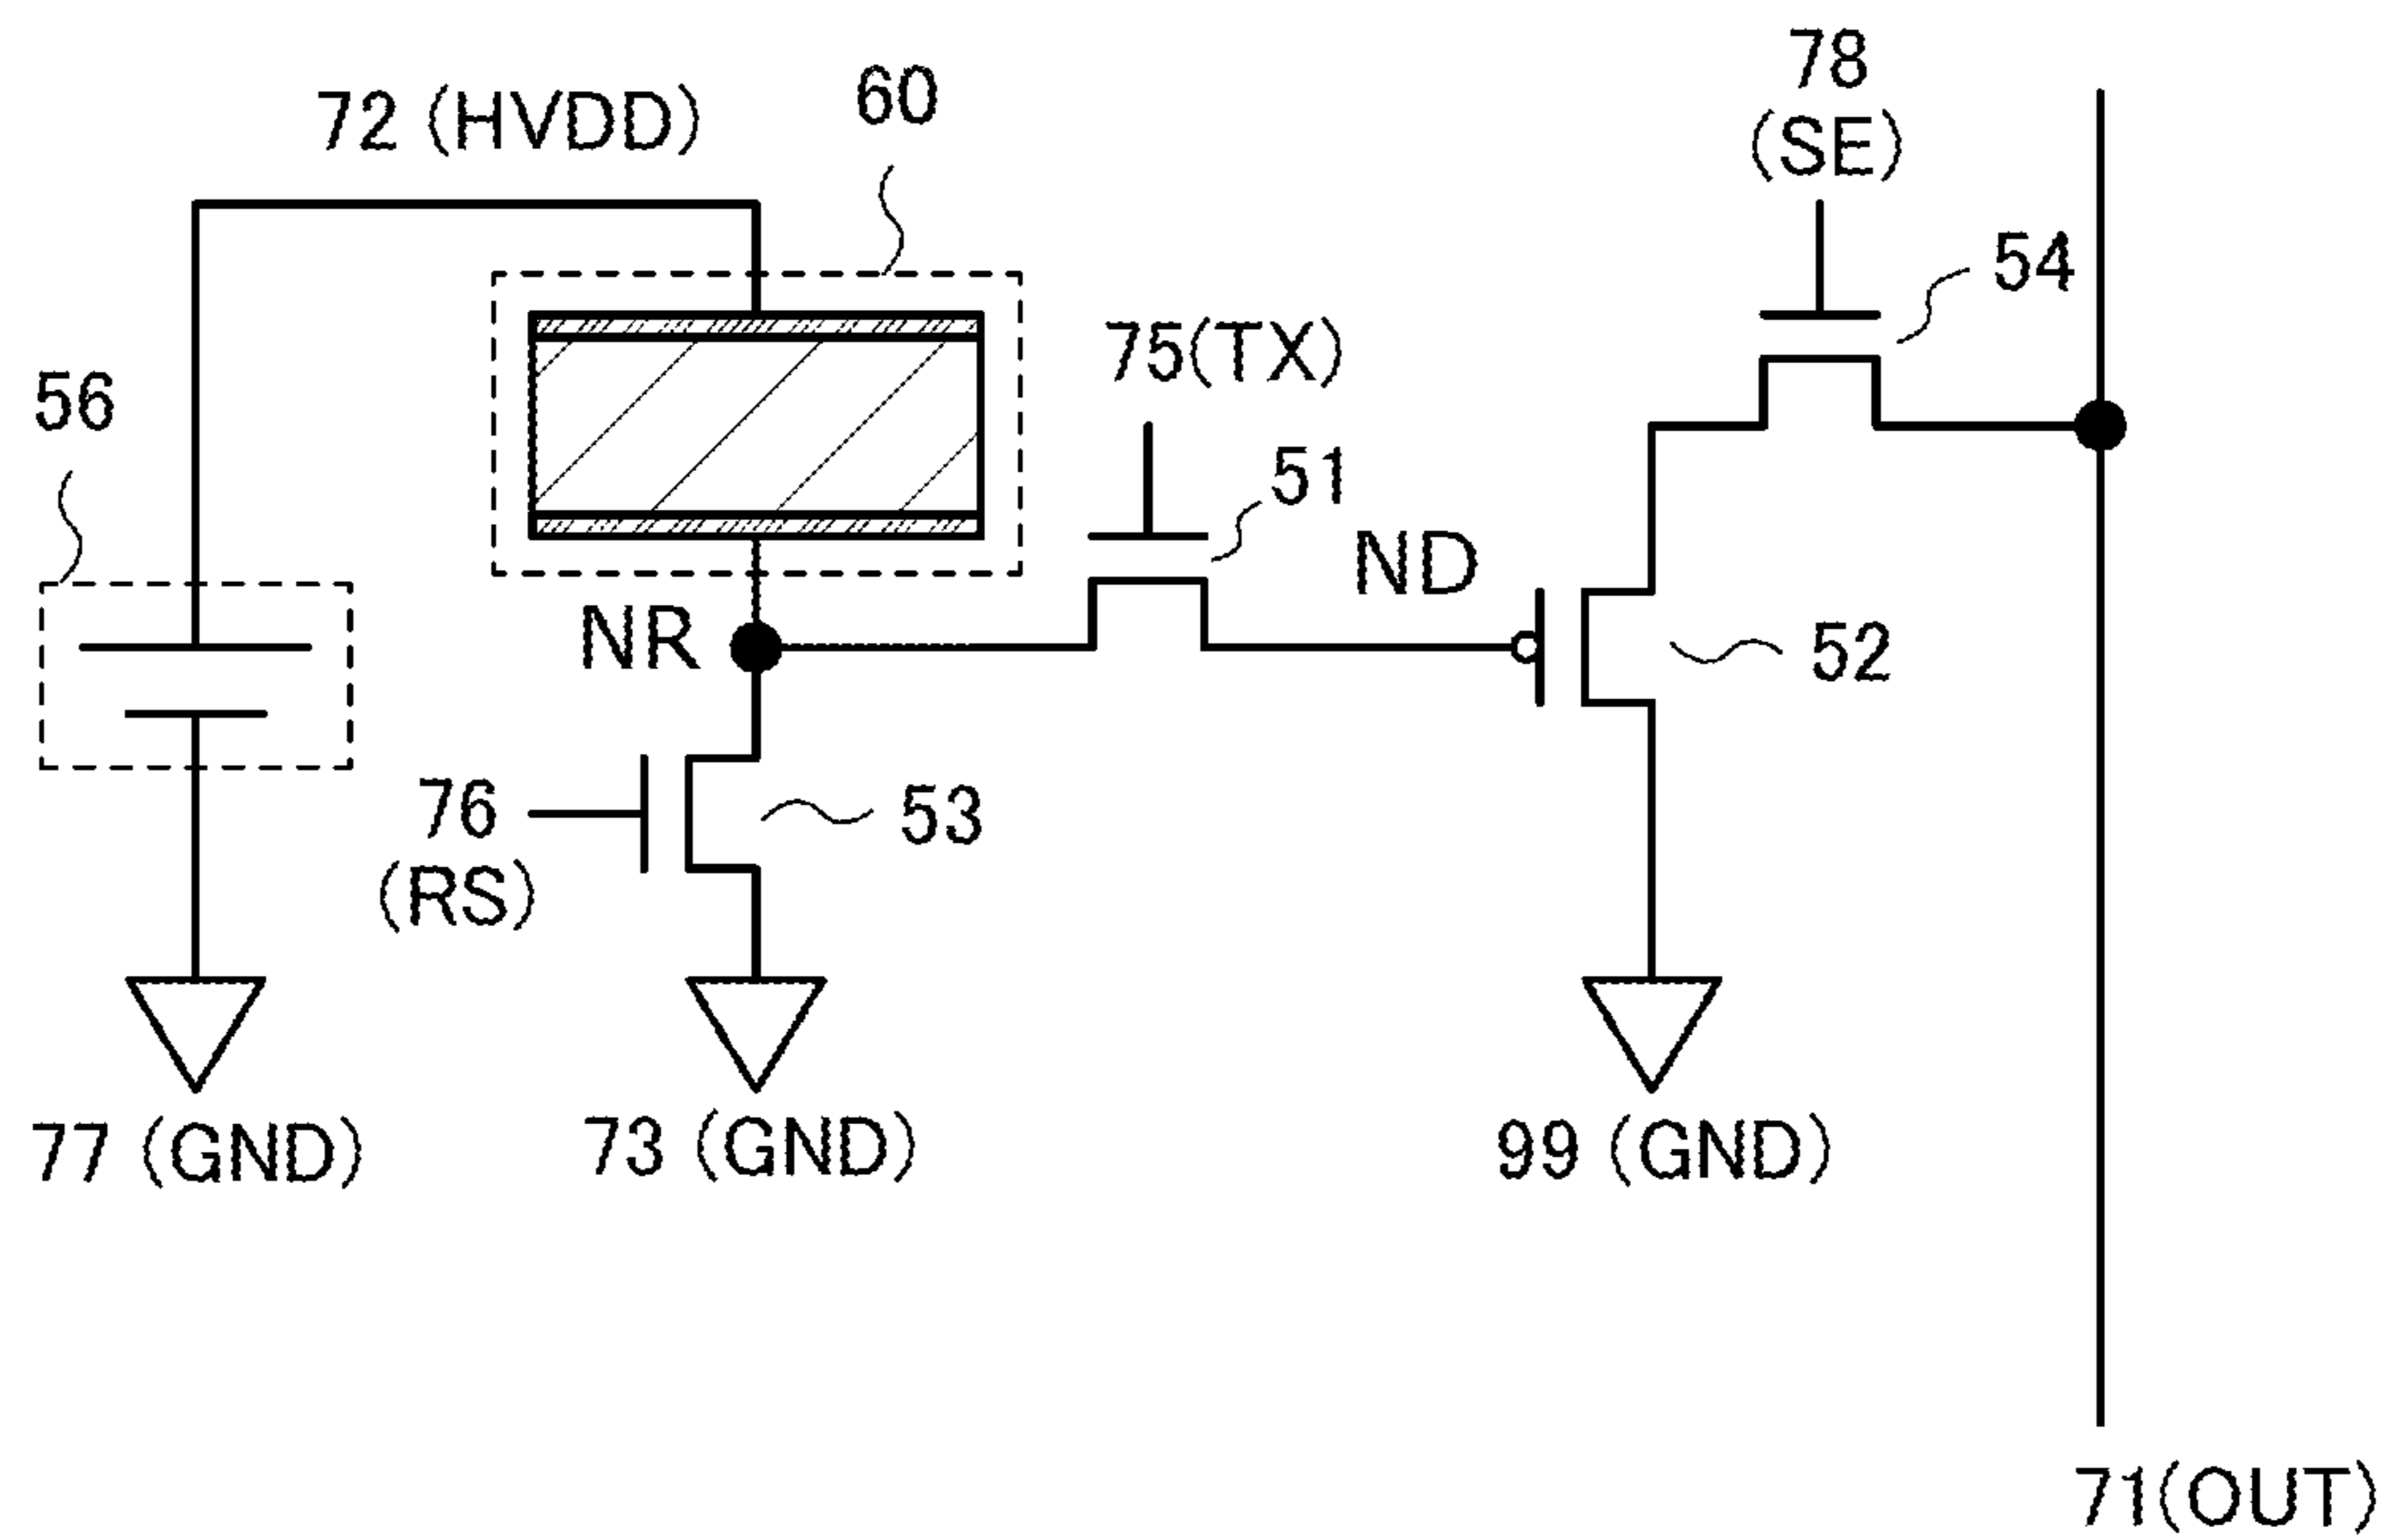 78
(SE)
72 (HVDD)
60
54
75(TX)
56
51
ND
NR
52
76
(RS)
53
77 (GND)
73 (GND)
99 (GND)
71(OUT)